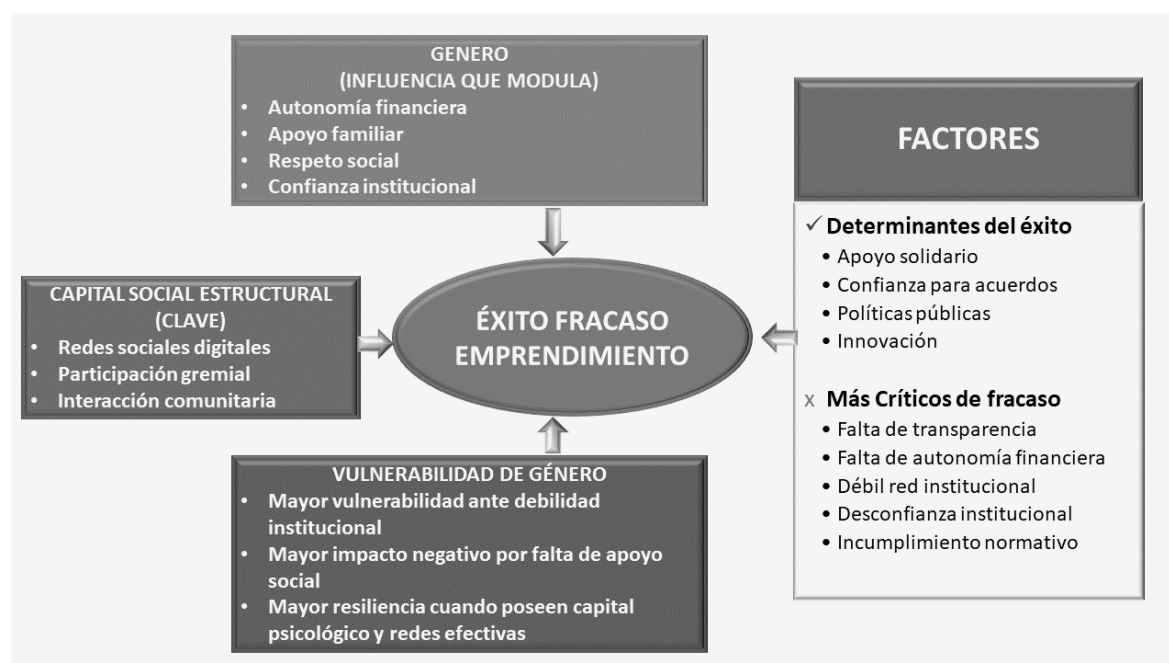 GENERO
(INFLUENCIA QUE MODULA)
• Autonomía financiera
• Apoyo familiar
• Respeto social
• Confianza institucional
CAPITAL SOCIAL ESTRUCTURAL
(CLAVE)
• Redes sociales digitales
• Participación gremial
• Interacción comunitaria
ÉXITO FRACASO
EMPRENDIMIENTO
VULNERABILIDAD DE GÉNERO
• Mayor vulnerabilidad ante debilidad
institucional
• Mayor impacto negativo por falta de apoyo
social
• Mayor resiliencia cuando poseen capital
psicológico y redes efectivas
FACTORES
✓ Determinantes del éxito
• Apoyo solidario
• Confianza para acuerdos
• Políticas públicas
• Innovación
x Más Críticos de fracaso
• Falta de transparencia
• Falta de autonomía financiera
• Débil red institucional
• Desconfianza institucional
• Incumplimiento normativo